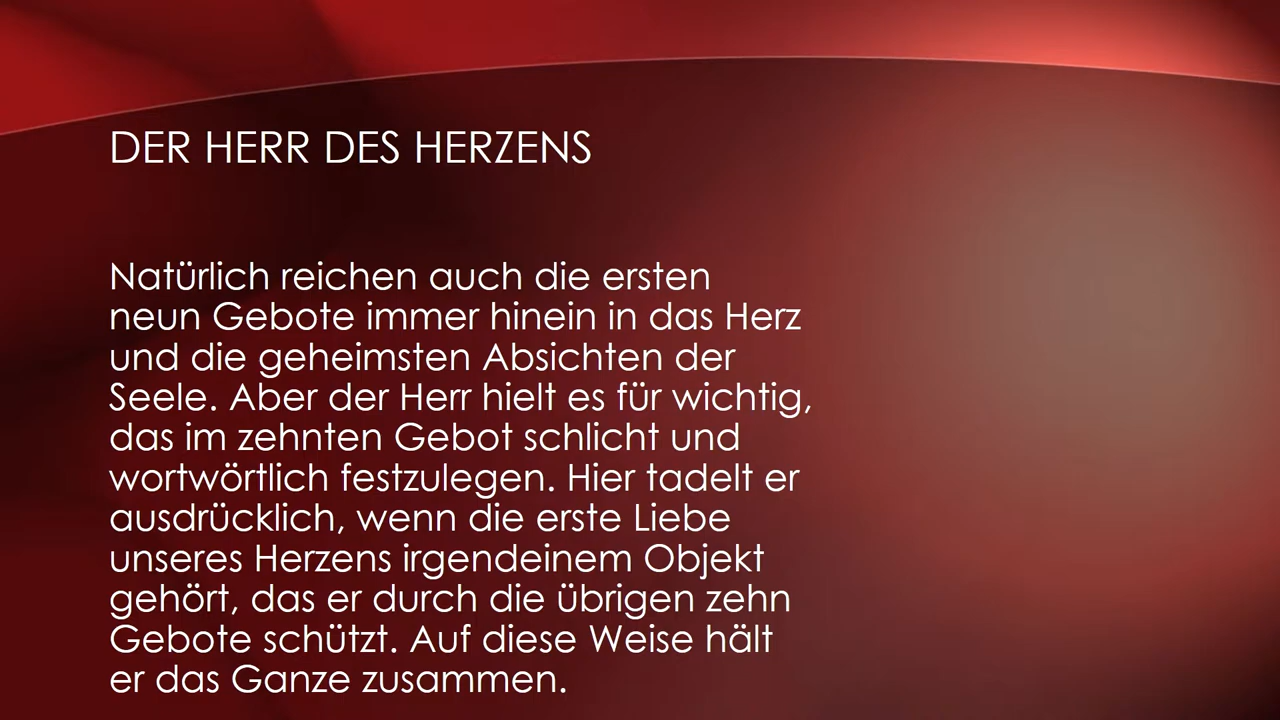 DER HERR DES HERZENS
Natürlich reichen auch die ersten
neun Gebote immer hinein in das Herz
und die geheimsten Absichten der
Seele. Aber der Herr hielt es für wichtig,
das im zehnten Gebot schlicht und
wortwörtlich festzulegen. Hier tadelt er
ausdrücklich, wenn die erste Liebe
unseres Herzens irgendeinem Objekt
gehört, das er durch die übrigen zehn
Gebote schützt. Auf diese Weise hält
er das Ganze zusammen.